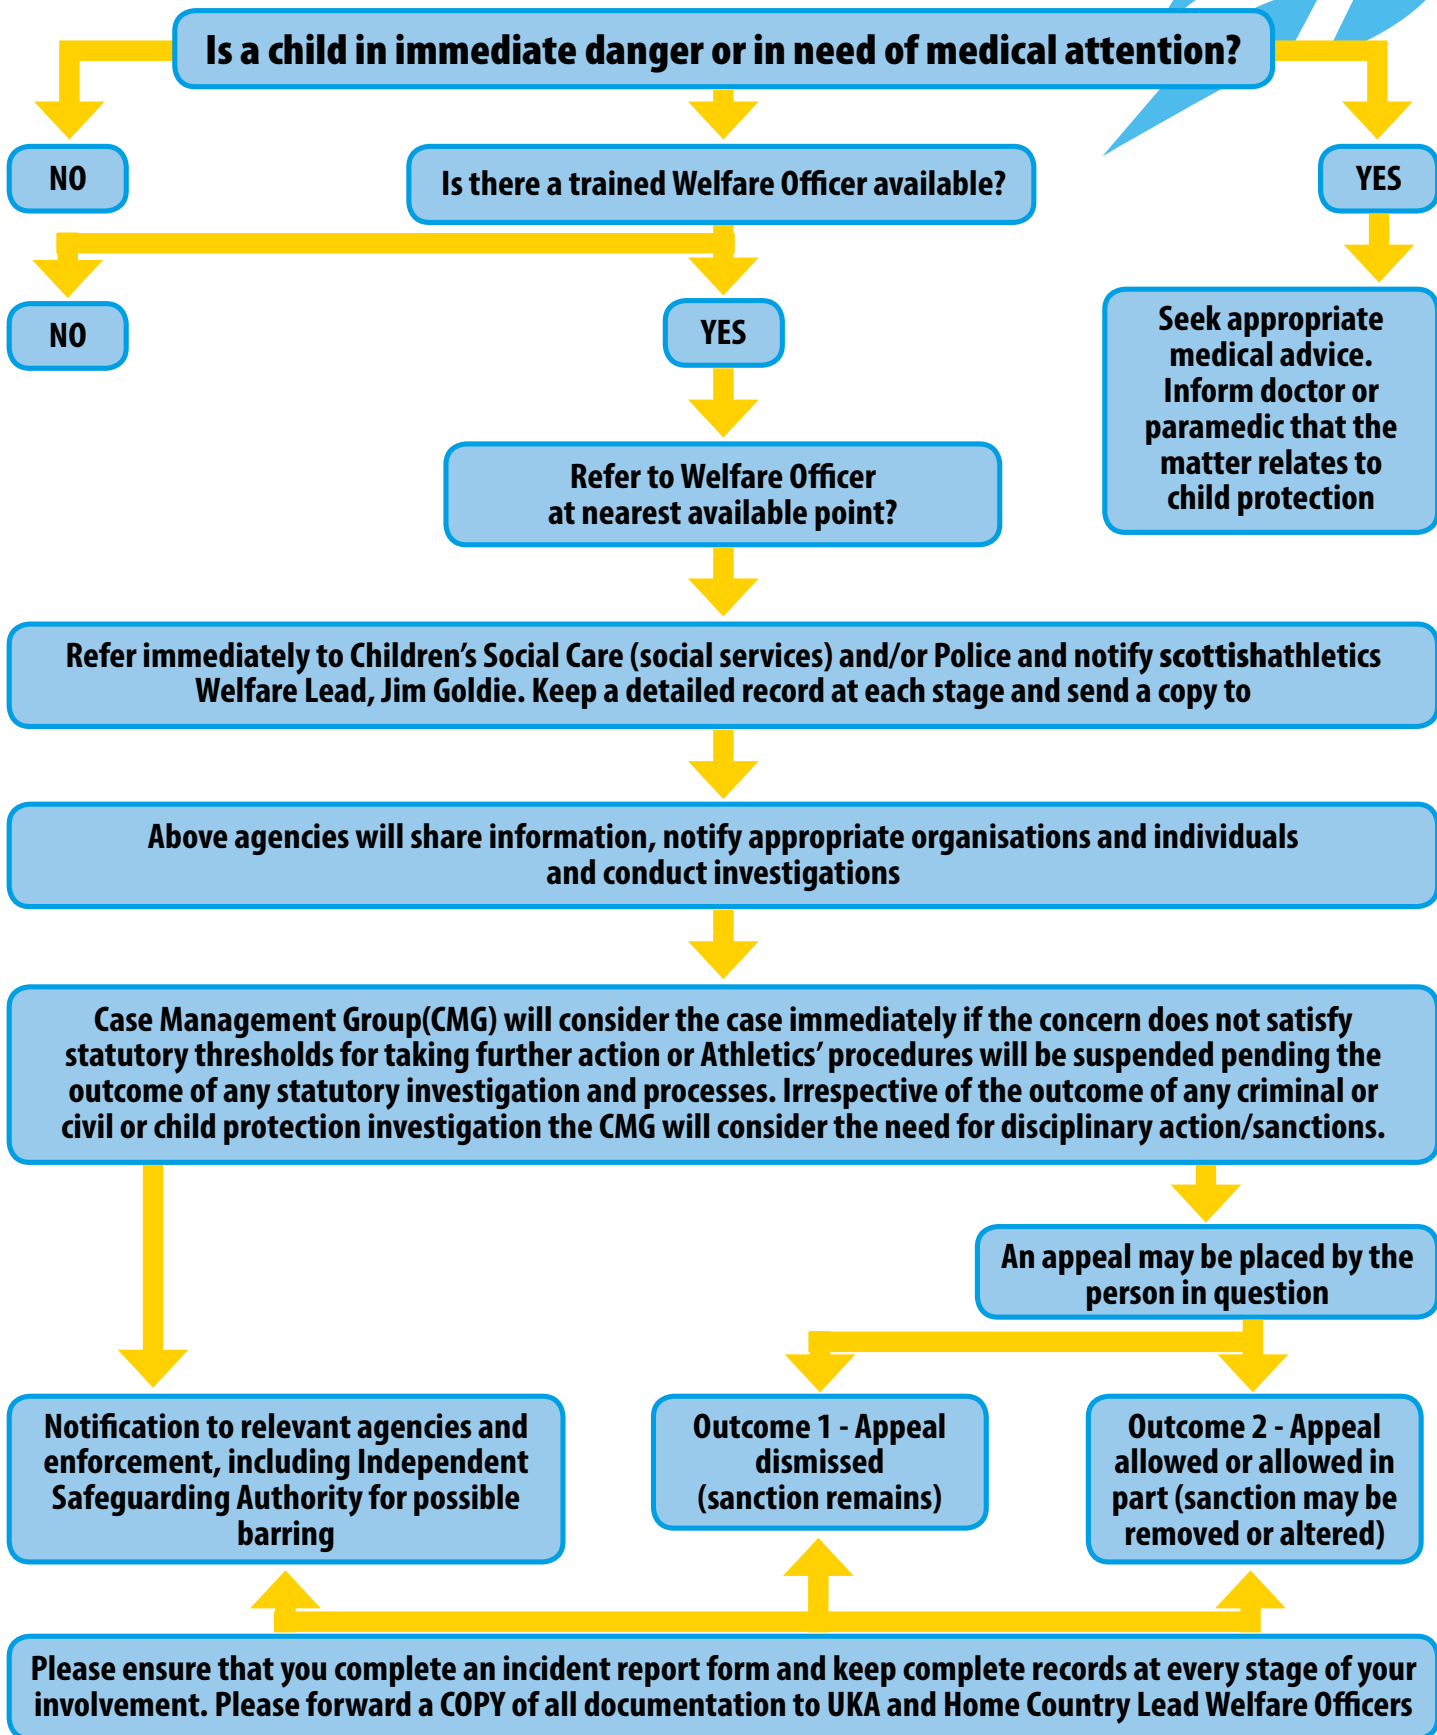 Is a child in immediate danger or in need of medical attention?
NO
Is there a trained Welfare Officer available?
YES
NO
YES
Seek appropriate
medical advice.
Inform doctor or
paramedic that the
matter relates to
child protection
Refer to Welfare Officer
at nearest available point?
Refer immediately to Children’s Social Care (social services) and/or Police and notify scottishathletics
Welfare Lead, Jim Goldie. Keep a detailed record at each stage and send a copy to
Above agencies will share information, notify appropriate organisations and individuals
and conduct investigations
Case Management Group(CMG) will consider the case immediately if the concern does not satisfy
statutory thresholds for taking further action or Athletics’ procedures will be suspended pending the
outcome of any statutory investigation and processes. Irrespective of the outcome of any criminal or
civil or child protection investigation the CMG will consider the need for disciplinary action/sanctions.
An appeal may be placed by the
person in question
Notification to relevant agencies and
enforcement, including Independent
Safeguarding Authority for possible
barring
Outcome 1 - Appeal
dismissed
(sanction remains)
Outcome 2 - Appeal
allowed or allowed in
part (sanction may be
removed or altered)
Please ensure that you complete an incident report form and keep complete records at every stage of your
involvement. Please forward a COPY of all documentation to UKA and Home Country Lead Welfare Officers